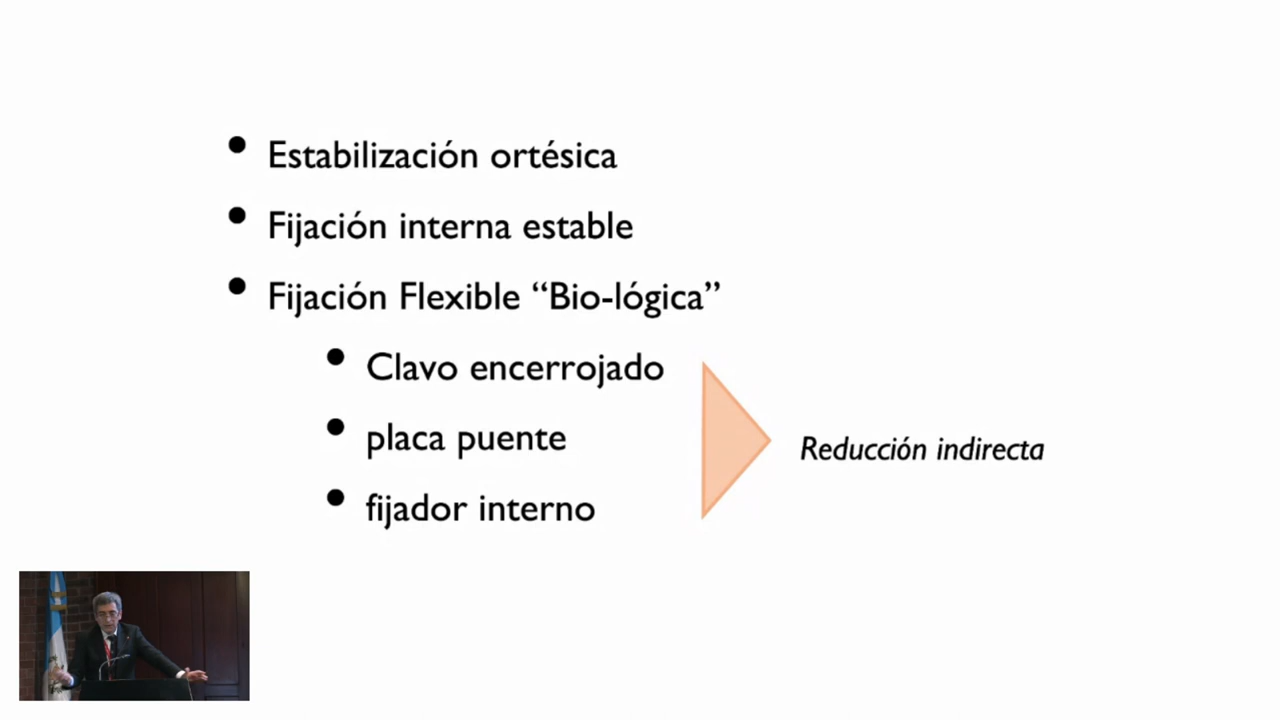 • Estabilización ortésica
• Fijación interna estable
• Fijación Flexible “Bio-lógica”
• Clavo encerrojado
• placa puente
• fijador interno
Reducción indirecta